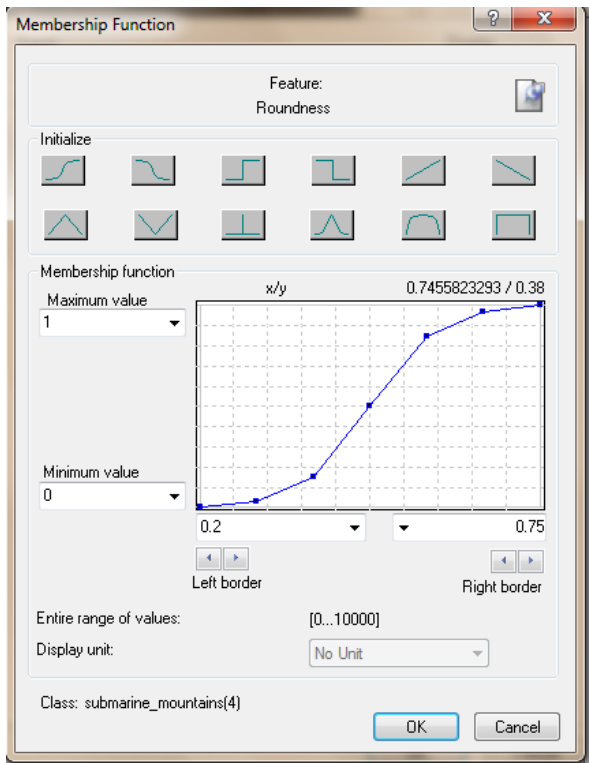 Membership Function
?
x
Feature:
Roundness
Initialize
Membership function
x/y 0.7455823293 / 0.38
Maximum value
1
Minimum value
0
0.2 0.75
Left border Right border
Entire range of values: [0...10000]
Display unit: No Unit
Class: submarine_mountains(4)
OK Cancel